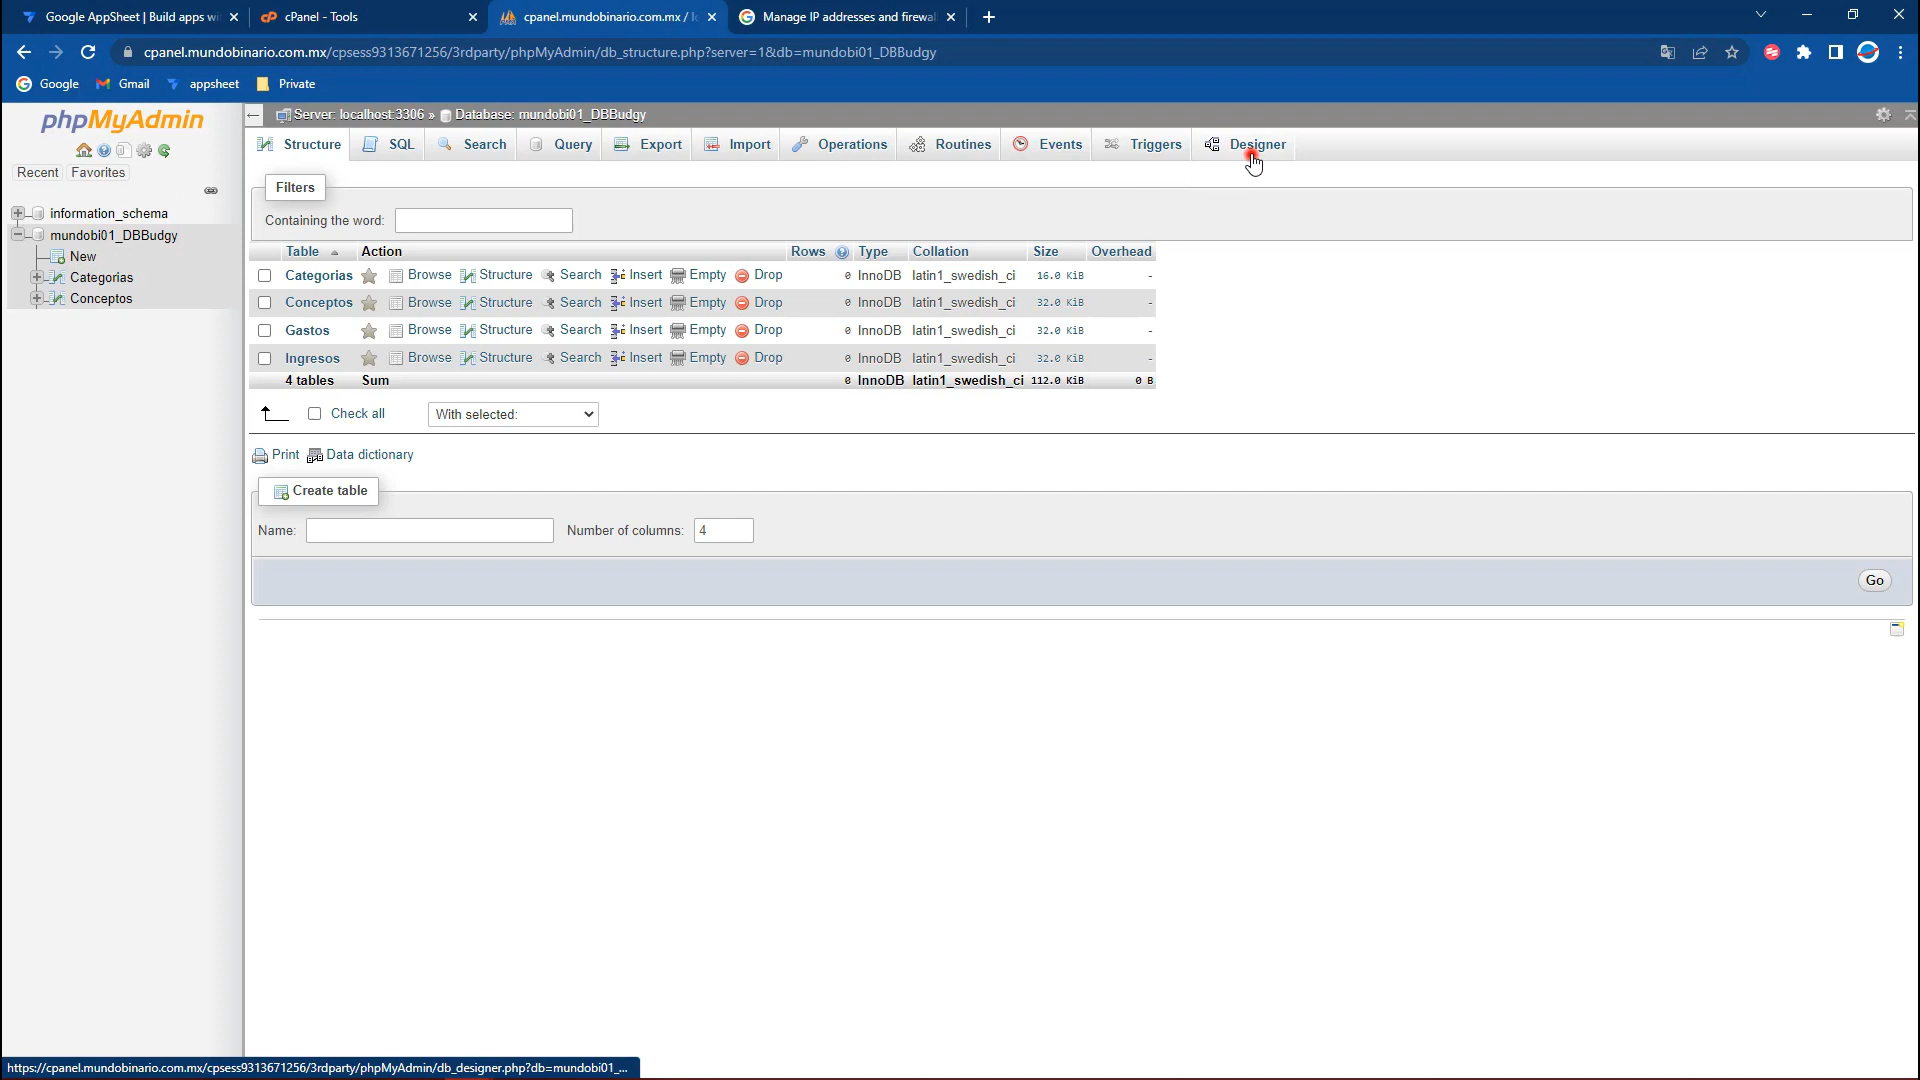 Google AppSheet | Build apps wi
cPanel - Tools
cpanel.mundobinario.com.mx / lo
Manage IP addresses and firewal
cpanel.mundobinario.com.mx/cpsess9313671256/3rdparty/phpMyAdmin/db_structure.php?server=1&db=mundobi01_DBBudgy
Google Gmail appsheet Private
phpMyAdmin
Server: localhost:3306 » Database: mundobi01_DBBudgy
Structure SQL Search Query Export Import Operations Routines Events Triggers Designer
Recent Favorites
information_schema
mundobi01_DBBudgy
New
Categorias
Conceptos
Filters
Containing the word:
Table Action Rows Type Collation Size Overhead
Categorias Browse Structure Search Insert Empty Drop 0 InnoDB latin1_swedish_ci 16.0 KiB -
Conceptos Browse Structure Search Insert Empty Drop 0 InnoDB latin1_swedish_ci 32.0 KiB -
Gastos Browse Structure Search Insert Empty Drop 0 InnoDB latin1_swedish_ci 32.0 KiB -
Ingresos Browse Structure Search Insert Empty Drop 0 InnoDB latin1_swedish_ci 32.0 KiB -
4 tables Sum 0 InnoDB latin1_swedish_ci 112.0 KiB 0 B
Check all With selected:
Print Data dictionary
Create table
Name: Number of columns: 4
Go
https://cpanel.mundobinario.com.mx/cpsess9313671256/3rdparty/phpMyAdmin/db_designer.php?db=mundobi01_...